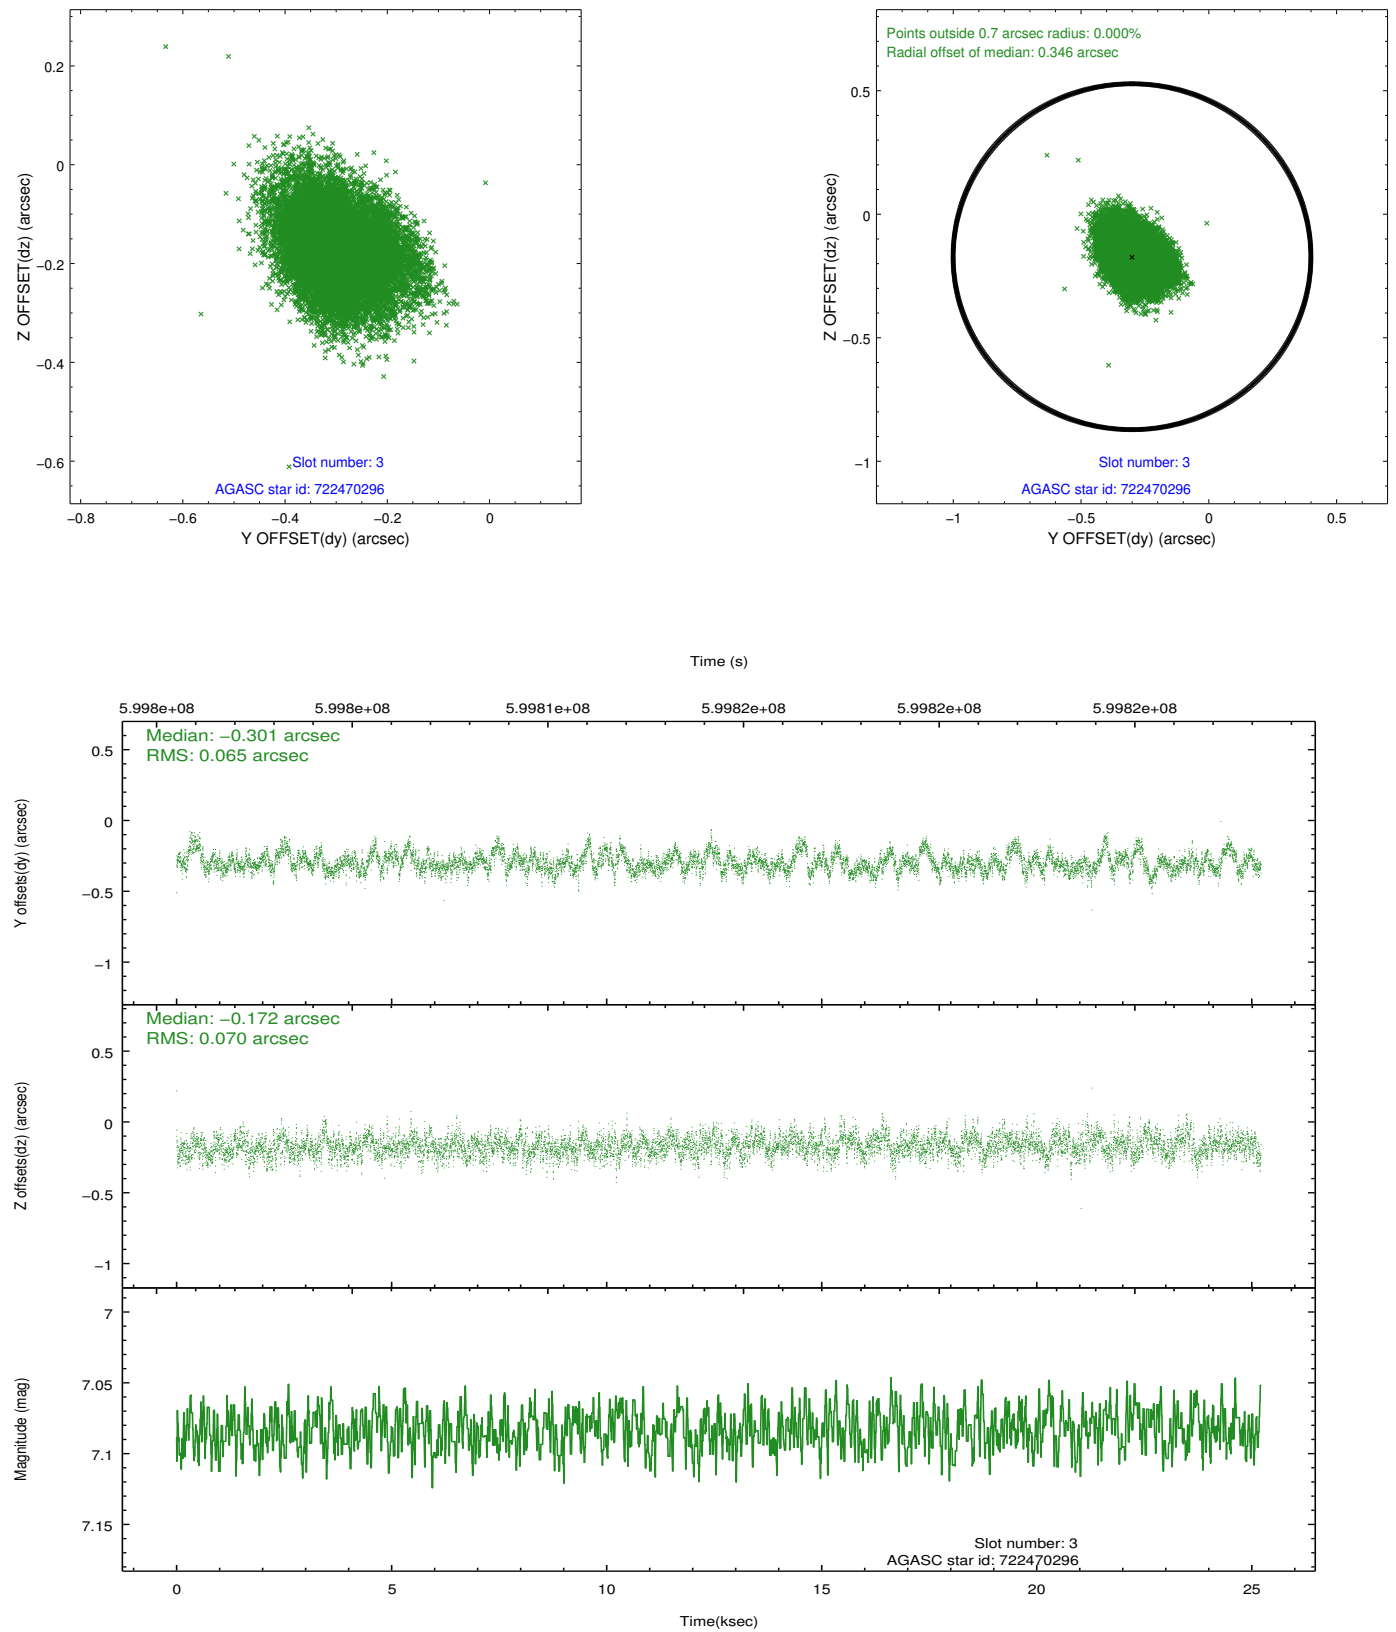 0.2
0
−0.2
−0.4
−0.6
Z OFFSET(dz) (arcsec)
Slot number: 3
AGASC star id: 722470296
−0.8
−0.6
−0.4
−0.2
0
Y OFFSET(dy) (arcsec)
Points outside 0.7 arcsec radius: 0.000%
Radial offset of median: 0.346 arcsec
0.5
0
−0.5
−1
Z OFFSET(dz) (arcsec)
Slot number: 3
AGASC star id: 722470296
−1
−0.5
0
0.5
Y OFFSET(dy) (arcsec)
Time (s)
5.998e+08
5.998e+08
5.9981e+08
5.9982e+08
5.9982e+08
5.9982e+08
Median: −0.301 arcsec
RMS: 0.065 arcsec
0.5
0
−0.5
−1
Y offsets(dy) (arcsec)
Median: −0.172 arcsec
RMS: 0.070 arcsec
0.5
0
−0.5
−1
Z offsets(dz) (arcsec)
7
7.05
7.1
7.15
Magnitude (mag)
Slot number: 3
AGASC star id: 722470296
0
5
10
15
20
25
Time(ksec)